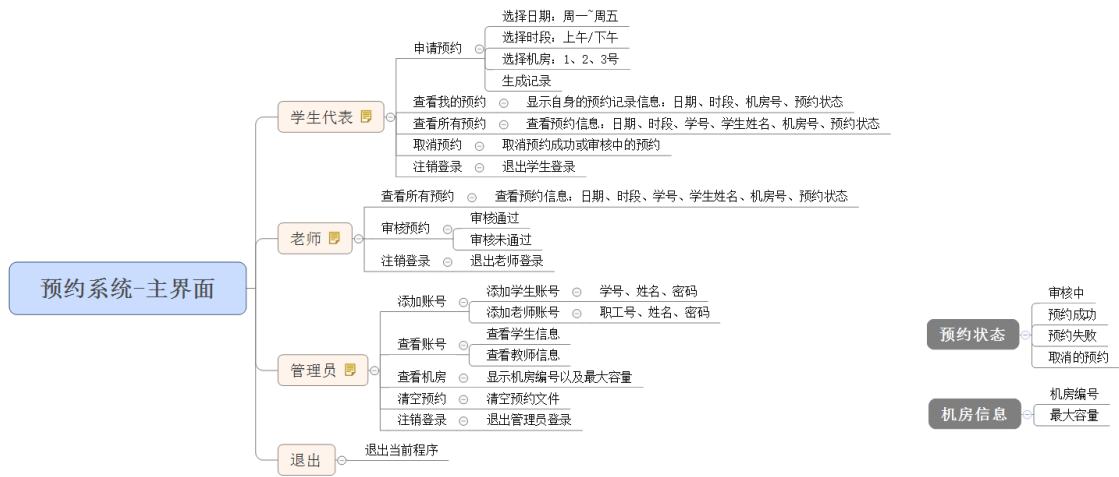 预约系统-主界面
学生代表
申请预约
选择日期：周一~周五
选择时段：上午/下午
选择机房：1、2、3号
生成记录
查看我的预约
显示自身的预约记录信息：日期、时段、机房号、预约状态
查看所有预约
查看预约信息：日期、时段、学号、学生姓名、机房号、预约状态
取消预约
取消预约成功或审核中的预约
注销登录
退出学生登录
老师
查看所有预约
查看预约信息：日期、时段、学号、学生姓名、机房号、预约状态
审核预约
审核通过
审核未通过
注销登录
退出老师登录
管理员
添加账号
添加学生账号
学号、姓名、密码
添加老师账号
职工号、姓名、密码
查看账号
查看学生信息
查看教师信息
查看机房
显示机房编号以及最大容量
清空预约
清空预约文件
注销登录
退出管理员登录
退出
退出当前程序
预约状态
审核中
预约成功
预约失败
取消的预约
机房信息
机房编号
最大容量